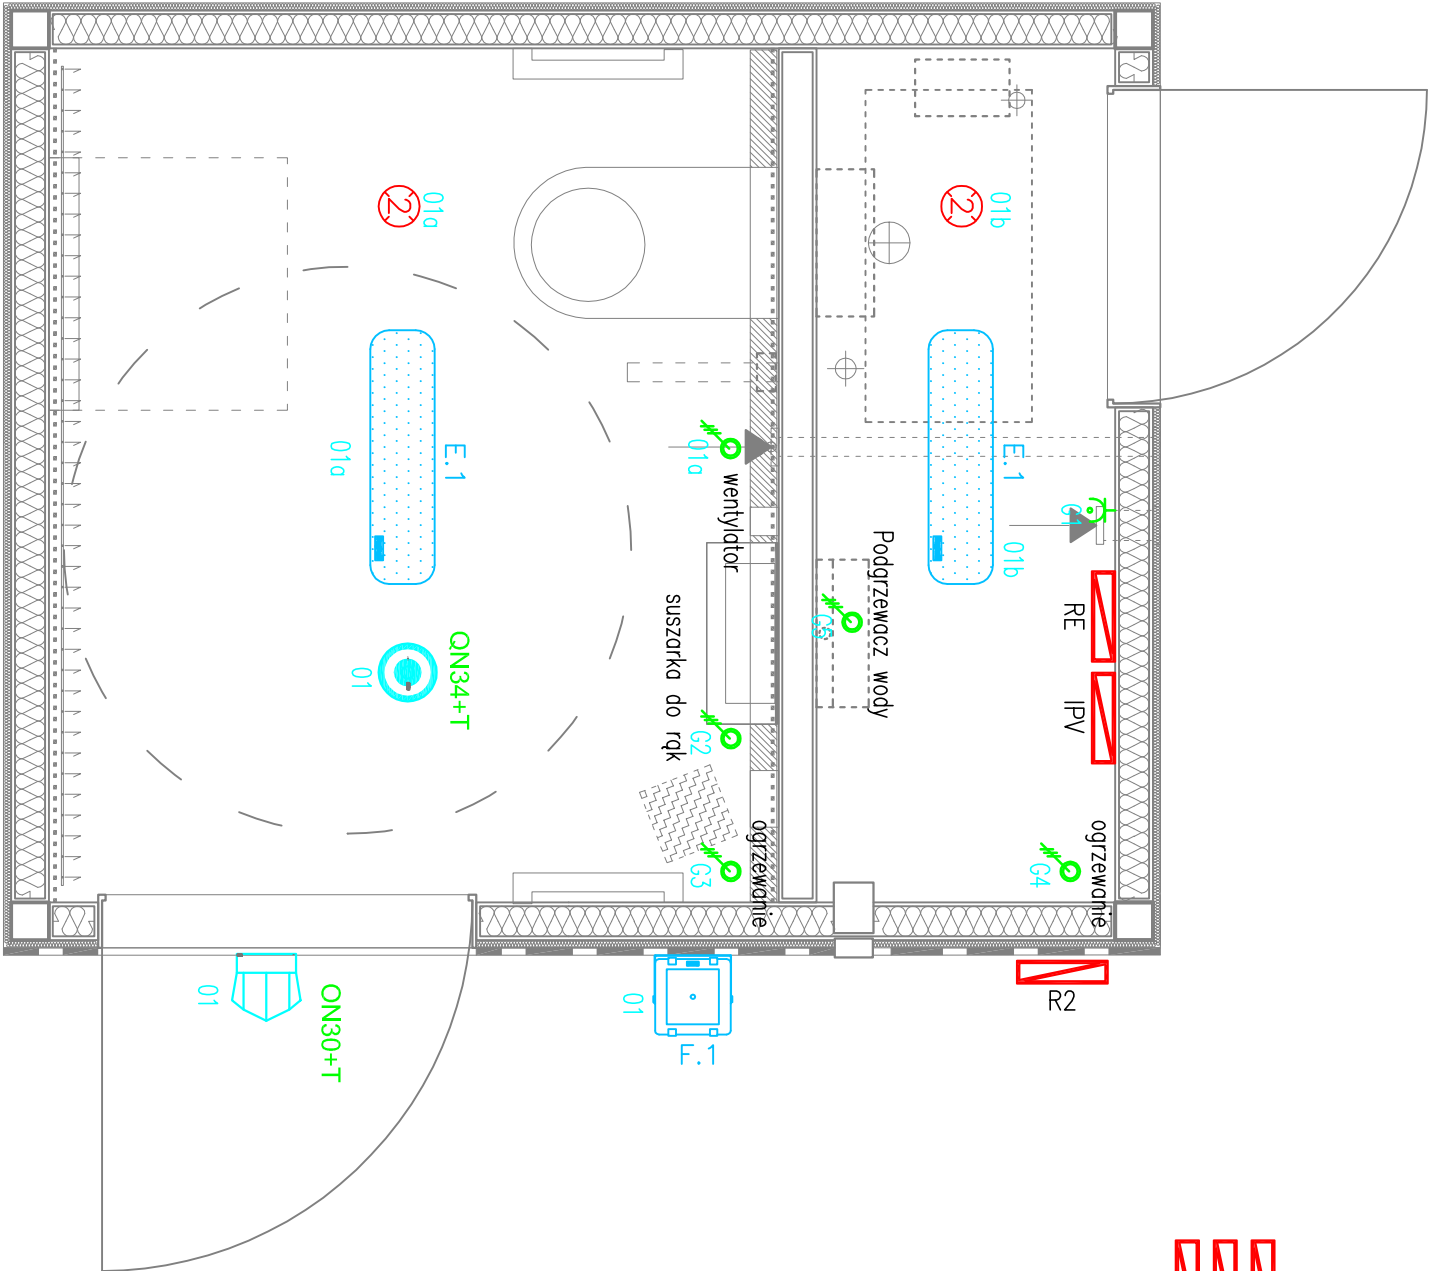 01a
2
01b
2
E.1
01a
E.1
01b
01a
wentylator
G1
Podgrzewacz wody
G5
RE
IPV
suszarka do rąk
G2
QN34+T
01
ogrzewanie
G3
ogrzewanie
G4
01
ON30+T
01
F.1
R2